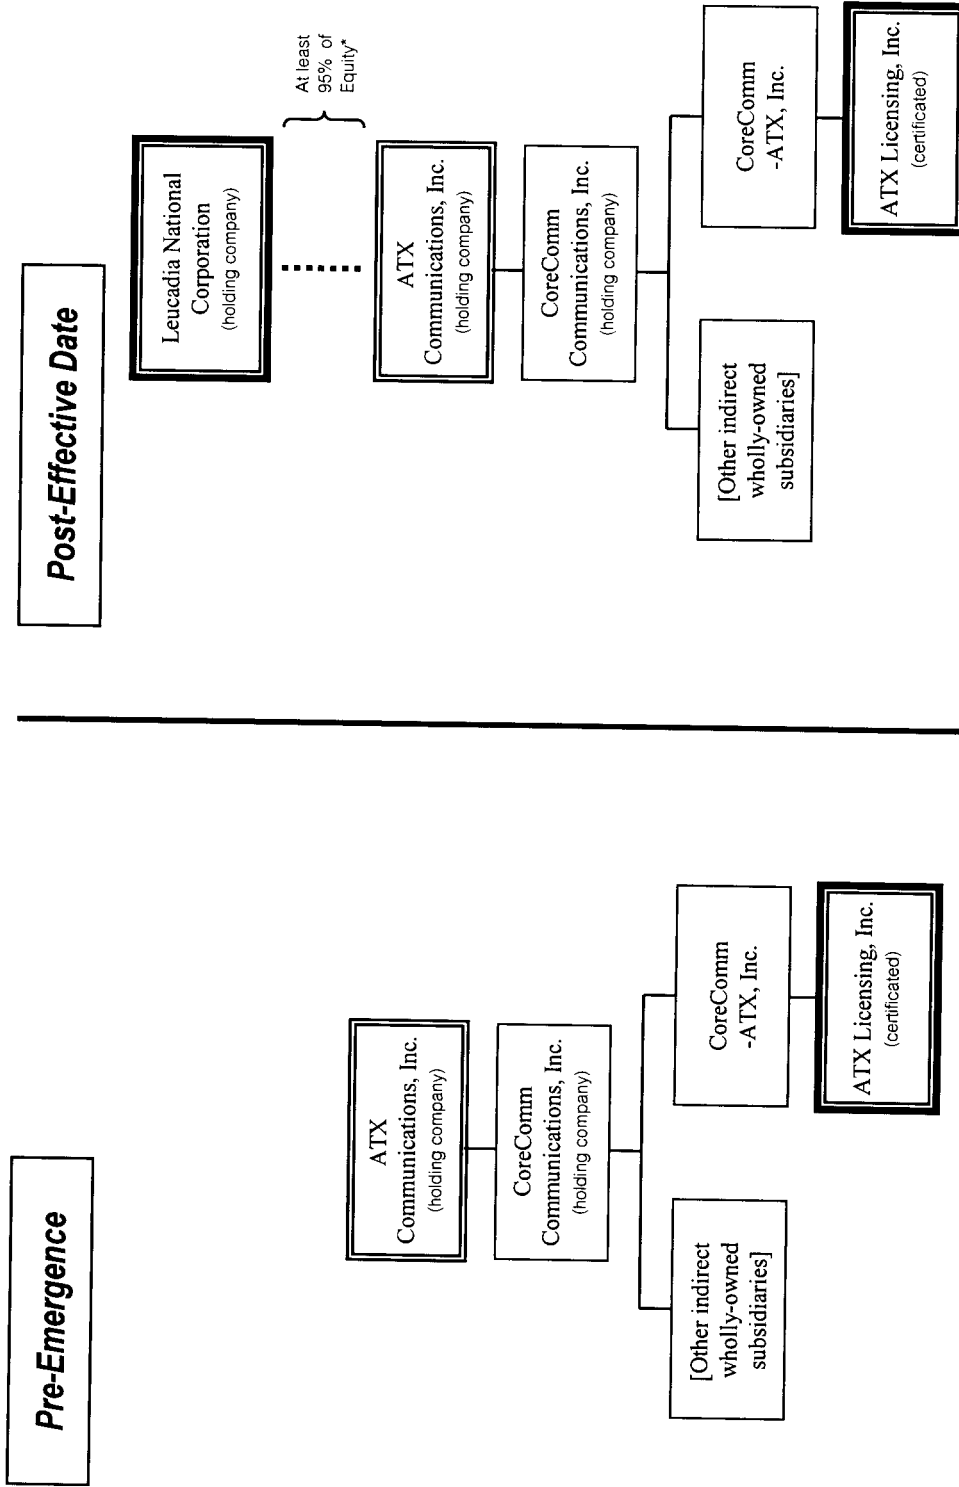 Pre-Emergence
ATX
Communications, Inc.
(holding company)
CoreComm
Communications, Inc.
(holding company)
[Other indirect
wholly-owned
subsidiaries]
CoreComm
-ATX, Inc.
ATX Licensing, Inc.
(certificated)
Post-Effective Date
Leucadia National
Corporation
(holding company)
At least
95% of
Equity*
ATX
Communications, Inc.
(holding company)
CoreComm
Communications, Inc.
(holding company)
[Other indirect
wholly-owned
subsidiaries]
CoreComm
-ATX, Inc.
ATX Licensing, Inc.
(certificated)